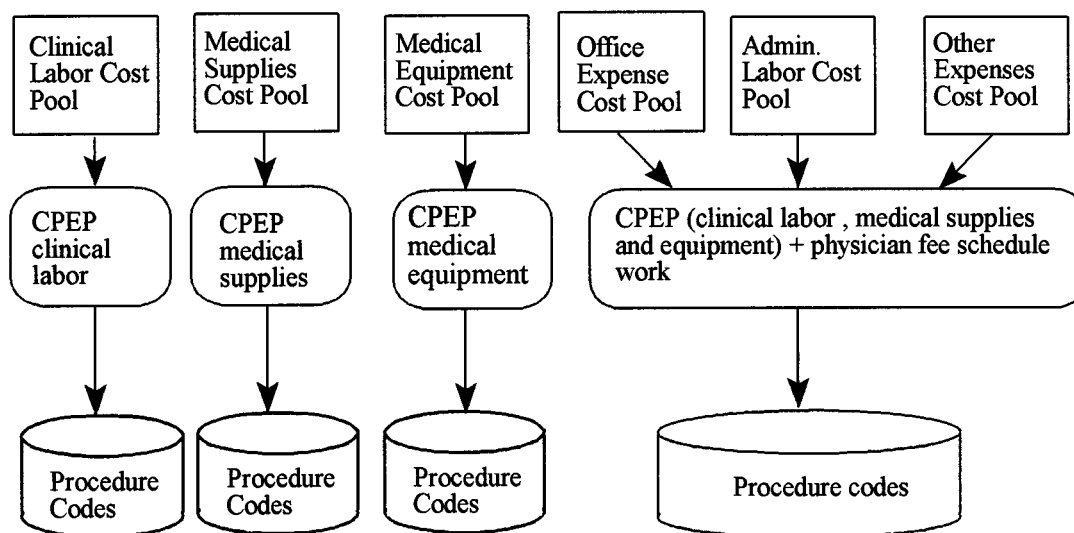 Clinical
Labor Cost
Pool
Medical
Supplies
Cost Pool
Medical
Equipment
Cost Pool
Office
Expense
Cost Pool
Admin.
Labor Cost
Pool
Other
Expenses
Cost Pool
CPEP
clinical
labor
CPEP
medical
supplies
CPEP
medical
equipment
CPEP (clinical labor , medical supplies
and equipment) + physician fee schedule
work
Procedure
Codes
Procedure
Codes
Procedure
Codes
Procedure codes